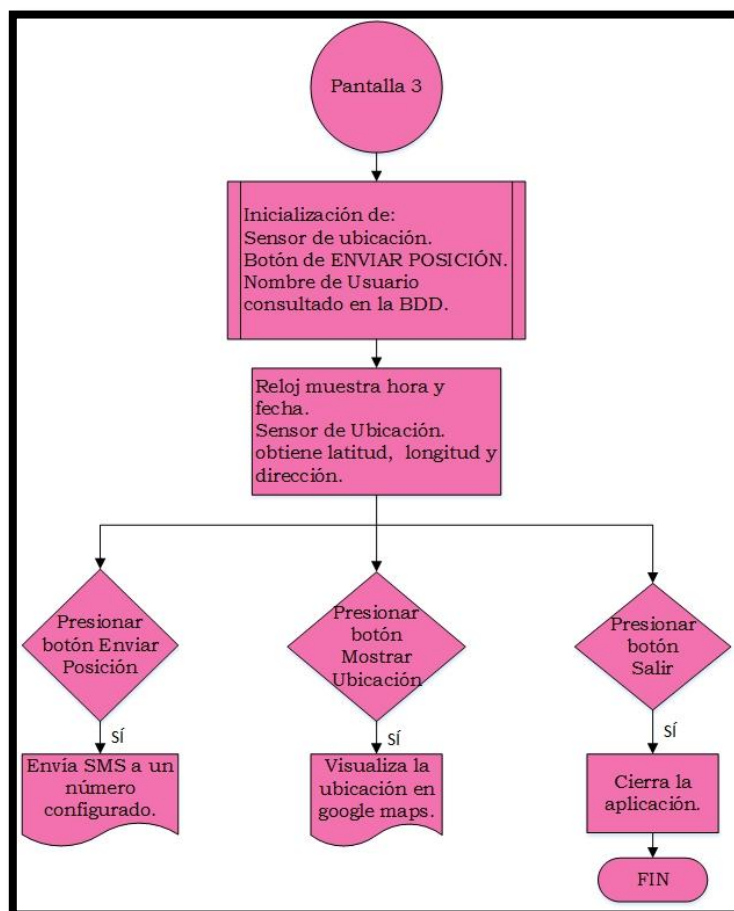 Pantalla 3
Inicialización de:
Sensor de ubicación.
Botón de ENVIAR POSICIÓN.
Nombre de Usuario
consultado en la BDD.
Reloj muestra hora y
fecha.
Sensor de Ubicación.
obtiene latitud, longitud y
dirección.
Presionar
botón Enviar
Posición
Presionar
botón
Mostrar
Ubicación
Presionar
botón
Salir
SÍ
SÍ
SÍ
Envía SMS a un
número
configurado.
Visualiza la
ubicación en
google maps.
Cierra la
aplicación.
FIN